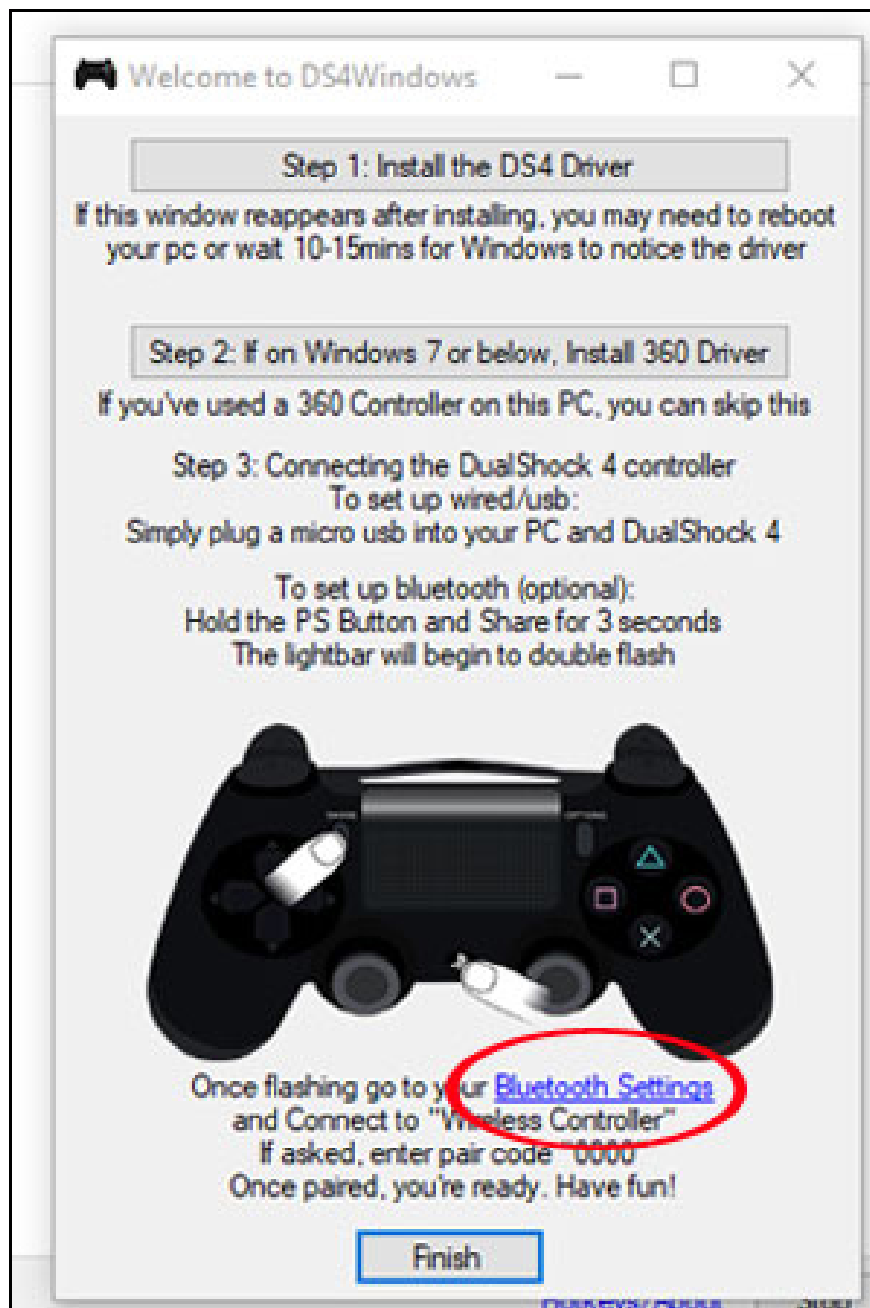 Welcome to DS4Windows
Step 1: Install the DS4 Driver
If this window reappears after installing, you may need to reboot
your pc or wait 10-15mins for Windows to notice the driver
Step 2: If on Windows 7 or below, Install 360 Driver
If you've used a 360 Controller on this PC, you can skip this
Step 3: Connecting the DualShock 4 controller
To set up wired/usb:
Simply plug a micro usb into your PC and DualShock 4
To set up bluetooth (optional):
Hold the PS Button and Share for 3 seconds
The lightbar will begin to double flash
SHARE
OPTIONS
Once flashing go to your Bluetooth Settings
and Connect to "Wireless Controller"
If asked, enter pair code "0000"
Once paired, you're ready. Have fun!
Finish
Hotkeys/About Stop